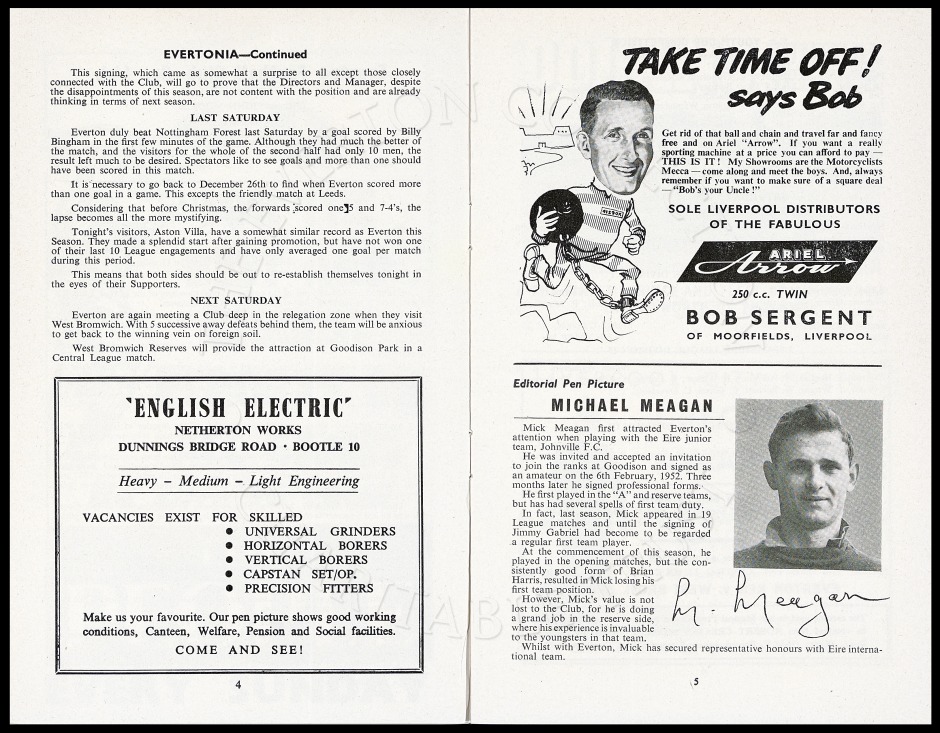 EVERTONIA—Continued
This signing, which came as somewhat a surprise to all except those closely
connected with the Club, will go to prove that the Directors and Manager, despite
the disappointments of this season, are not content with the position and are already
thinking in terms of next season.
LAST SATURDAY
Everton duly beat Nottingham Forest last Saturday by a goal scored by Billy
Bingham in the first few minutes of the game. Although they had much the better of
the match, and the visitors for the whole of the second half had only 10 men, the
result left much to be desired. Spectators like to see goals and more than one should
have been scored in this match.
It is necessary to go back to December 26th to find when Everton scored more
than one goal in a game. This excepts the friendly match at Leeds.
Considering that before Christmas, the forwards scored one 5 and 7-4's, the
lapse becomes all the more mystifying.
Tonight's visitors, Aston Villa, have a somewhat similar record as Everton this
Season. They made a splendid start after gaining promotion, but have not won one
of their last 10 League engagements and have only averaged one goal per match
during this period.
This means that both sides should be out to re-establish themselves tonight in
the eyes of their Supporters.
NEXT SATURDAY
Everton are again meeting a Club deep in the relegation zone when they visit
West Bromwich. With 5 successive away defeats behind them, the team will be anxious
to get back to the winning vein on foreign soil.
West Bromwich Reserves will provide the attraction at Goodison Park in a
Central League match.
'ENGLISH ELECTRIC'
NETHERTON WORKS
DUNNINGS BRIDGE ROAD · BOOTLE 10
Heavy – Medium – Light Engineering
VACANCIES EXIST FOR SKILLED
● UNIVERSAL GRINDERS
● HORIZONTAL BORERS
● VERTICAL BORERS
● CAPSTAN SET/OP.
● PRECISION FITTERS
Make us your favourite. Our pen picture shows good working
conditions, Canteen, Welfare, Pension and Social facilities.
COME AND SEE!
4
TAKE TIME OFF!
says Bob
Get rid of that ball and chain and travel far and fancy
free and on Ariel "Arrow". If you want a really
sporting machine at a price you can afford to pay —
THIS IS IT! My Showrooms are the Motorcyclists
Mecca — come along and meet the boys. And, always
remember if you want to make sure of a square deal
—"Bob's your Uncle!"
SOLE LIVERPOOL DISTRIBUTORS
OF THE FABULOUS
ARIEL
Arrow
250 c.c. TWIN
BOB SERGENT
OF MOORFIELDS, LIVERPOOL
Editorial Pen Picture
MICHAEL MEAGAN
Mick Meagan first attracted Everton's
attention when playing with the Eire junior
team, Johnville F.C.
He was invited and accepted an invitation
to join the ranks at Goodison and signed as
an amateur on the 6th February, 1952. Three
months later he signed professional forms.
He first played in the "A" and reserve teams,
but has had several spells of first team duty.
In fact, last season, Mick appeared in 19
League matches and until the signing of
Jimmy Gabriel had become to be regarded
a regular first team player.
At the commencement of this season, he
played in the opening matches, but the con-
sistently good form of Brian
Harris, resulted in Mick losing his
first team position.
However, Mick's value is not
lost to the Club, for he is doing
a grand job in the reserve side,
where his experience is invaluable
to the youngsters in that team.
Whilst with Everton, Mick has secured representative honours with Eire interna-
tional team.
M. Meagan
5